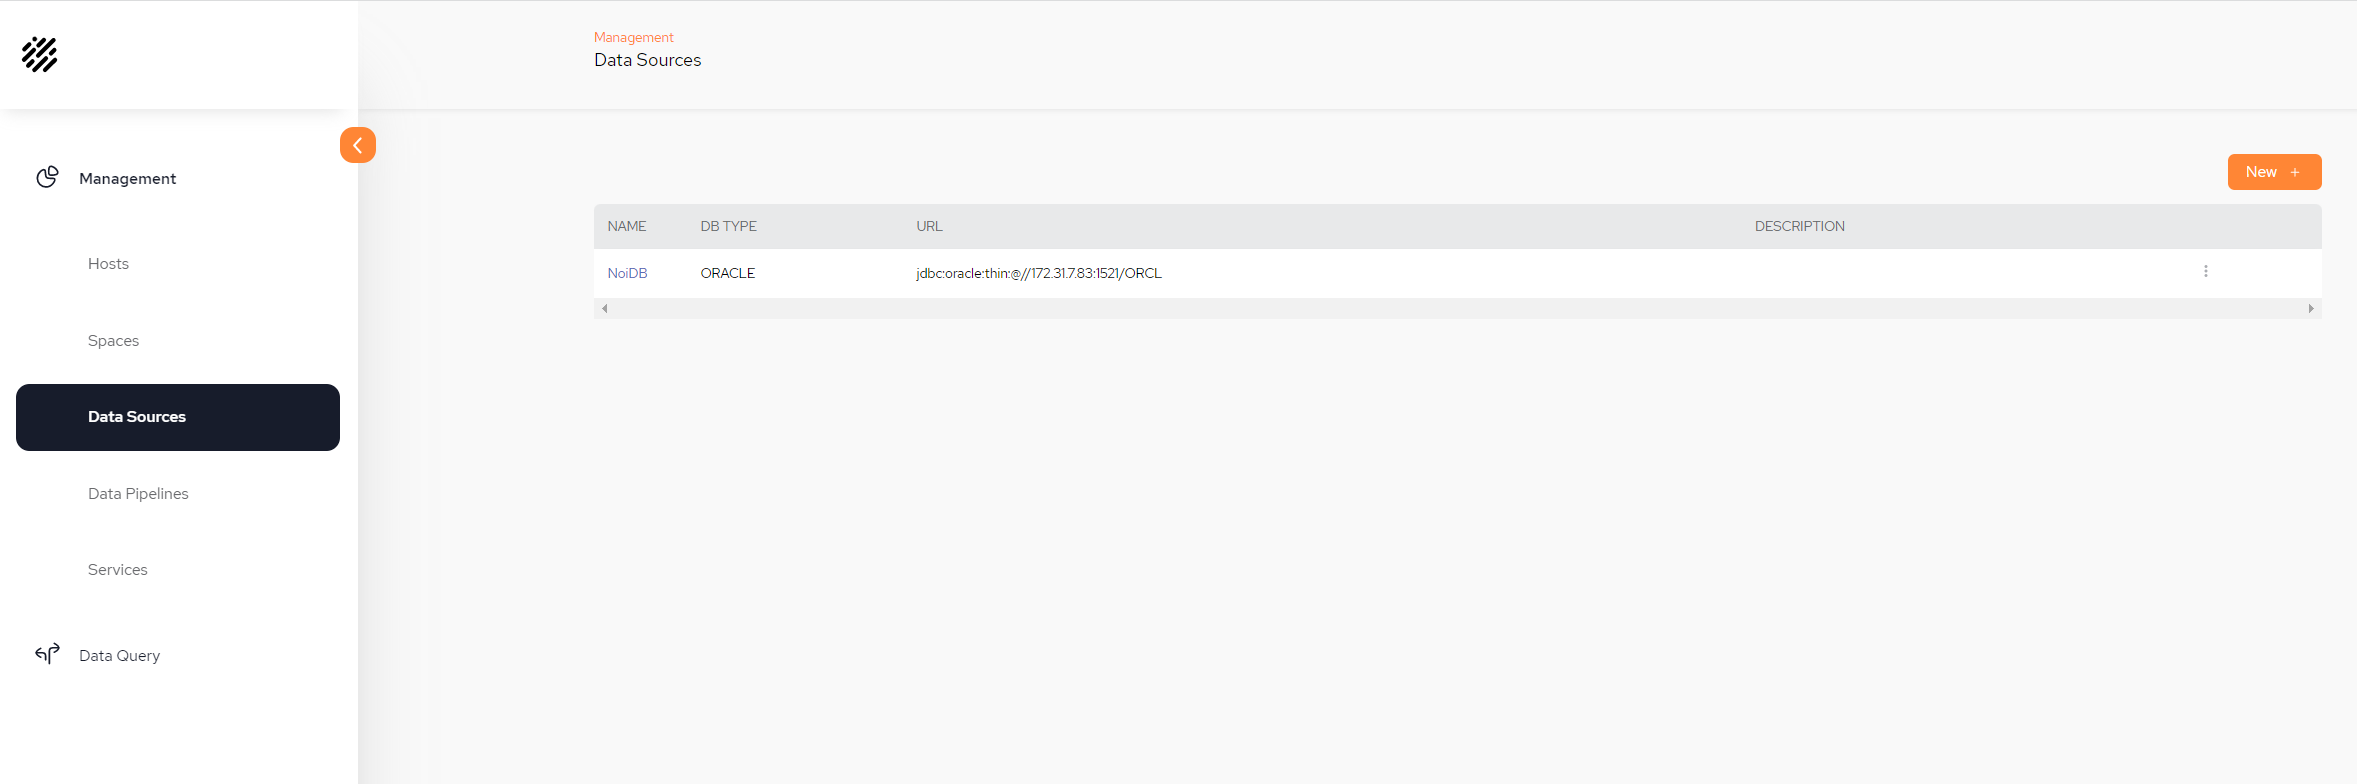 Management
Data Sources
Management
Hosts
Spaces
Data Sources
Data Pipelines
Services
Data Query
New +
NAME DB TYPE URL DESCRIPTION
NoiDB ORACLE jdbc:oracle:thin:@//172.31.7.83:1521/ORCL